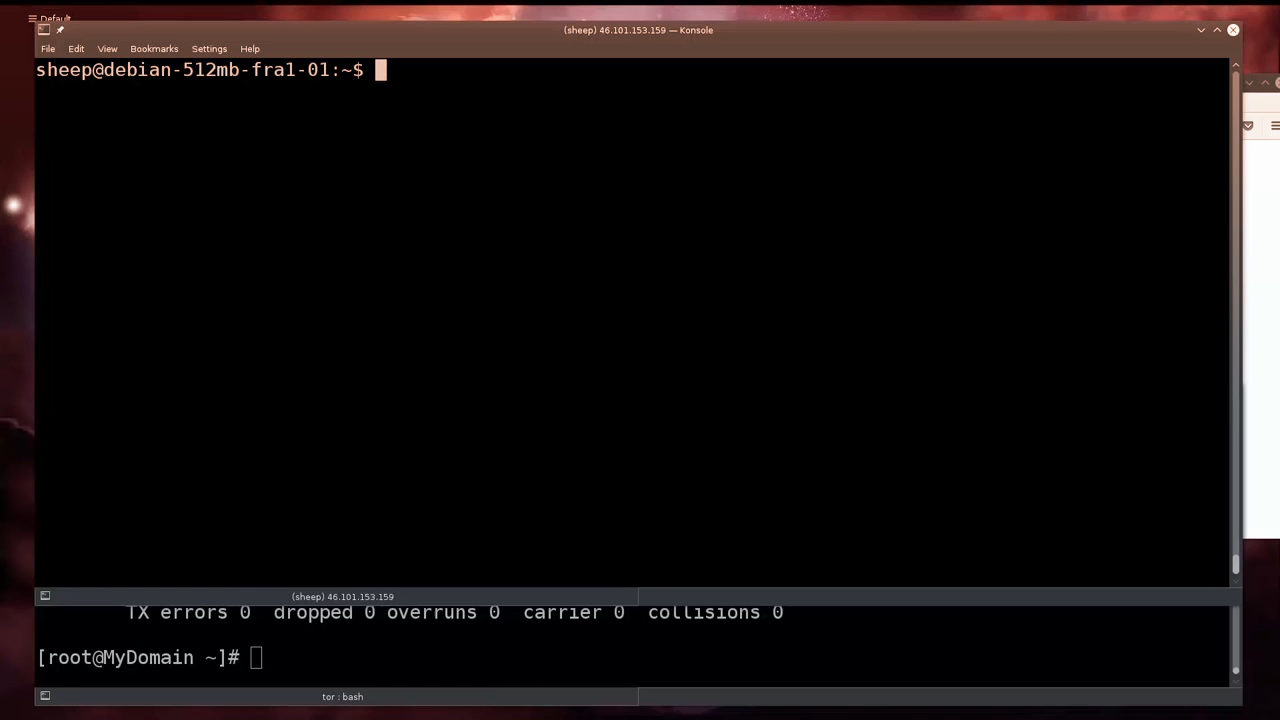 Default
(sheep) 46.101.153.159 — Konsole
File Edit View Bookmarks Settings Help
sheep@debian-512mb-fra1-01:~$
(sheep) 46.101.153.159
TX errors 0  dropped 0 overruns 0  carrier 0  collisions 0
[root@MyDomain ~]#
tor : bash